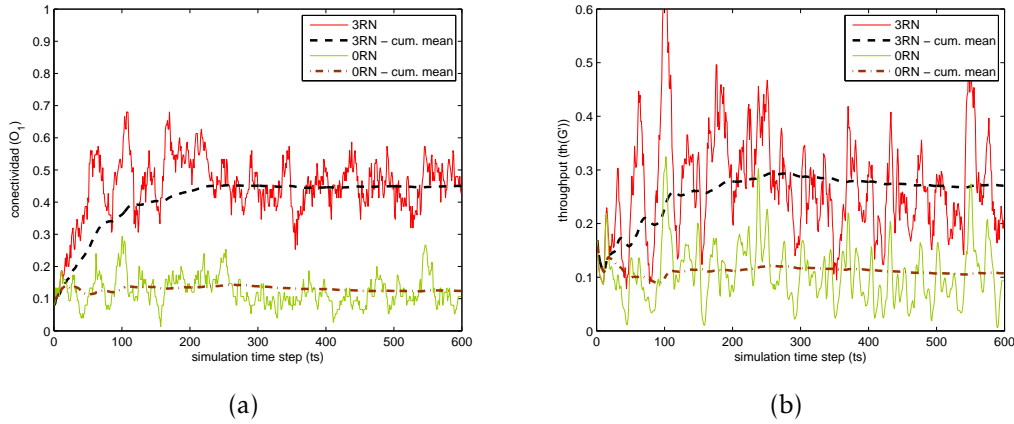 1
0.9
0.8
0.7
0.6
0.5
0.4
0.3
0.2
0.1
0
0 100 200 300 400 500 600
conectividad (O1)
simulation time step (ts)
3RN
3RN − cum. mean
0RN
0RN − cum. mean
(a)
0.6
0.5
0.4
0.3
0.2
0.1
0
0 100 200 300 400 500 600
throughput (th(G'))
simulation time step (ts)
3RN
3RN − cum. mean
0RN
0RN − cum. mean
(b)